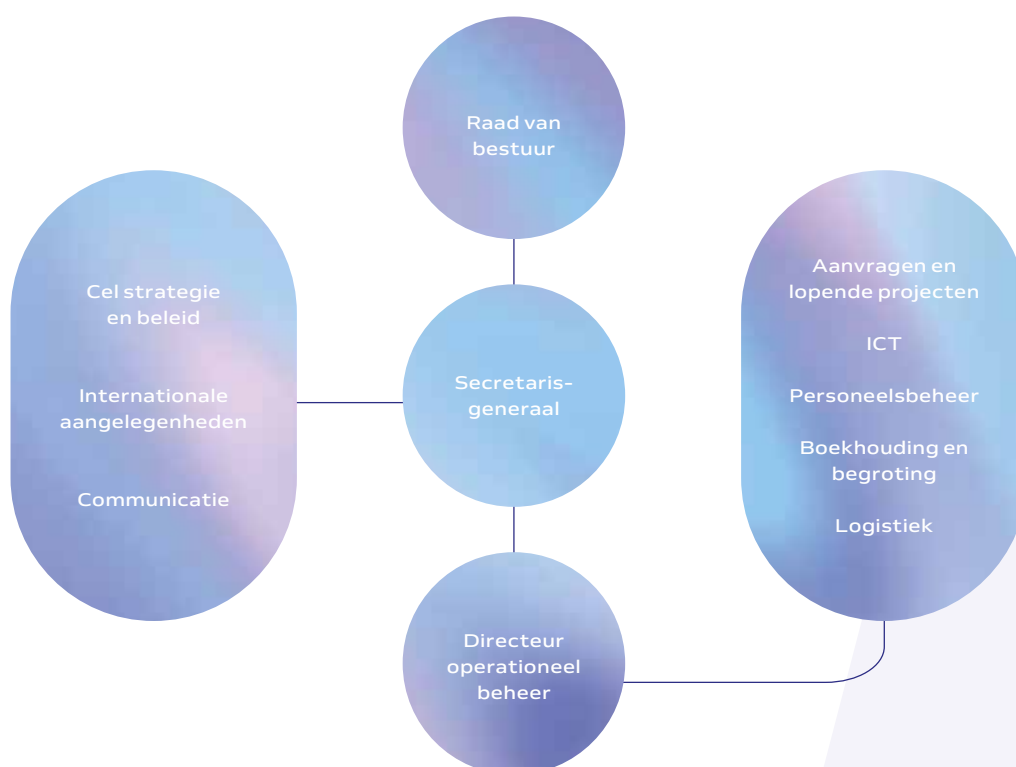 Raad van
bestuur
Cel strategie
en beleid
Internationale
aangelegenheden
Communicatie
Secretaris-
generaal
Aanvragen en
lopende projecten
ICT
Personeelsbeheer
Boekhouding en
begroting
Logistiek
Directeur
operationeel
beheer